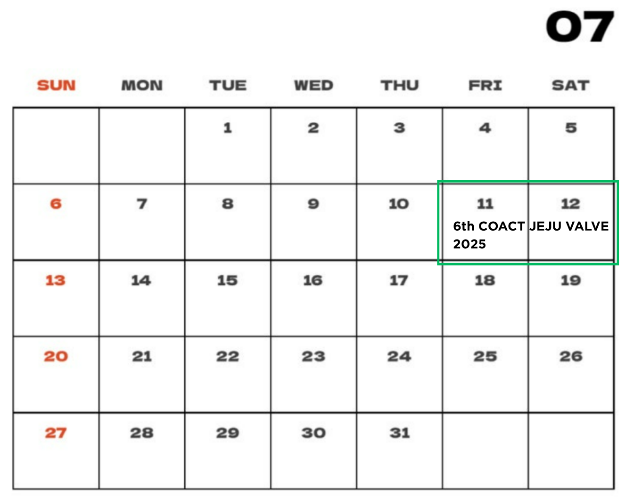 07
SUN MON TUE WED THU FRI SAT
1 2 3 4 5
6 7 8 9 10 11 12
6th COACT JEJU VALVE
2025
13 14 15 16 17 18 19
20 21 22 23 24 25 26
27 28 29 30 31